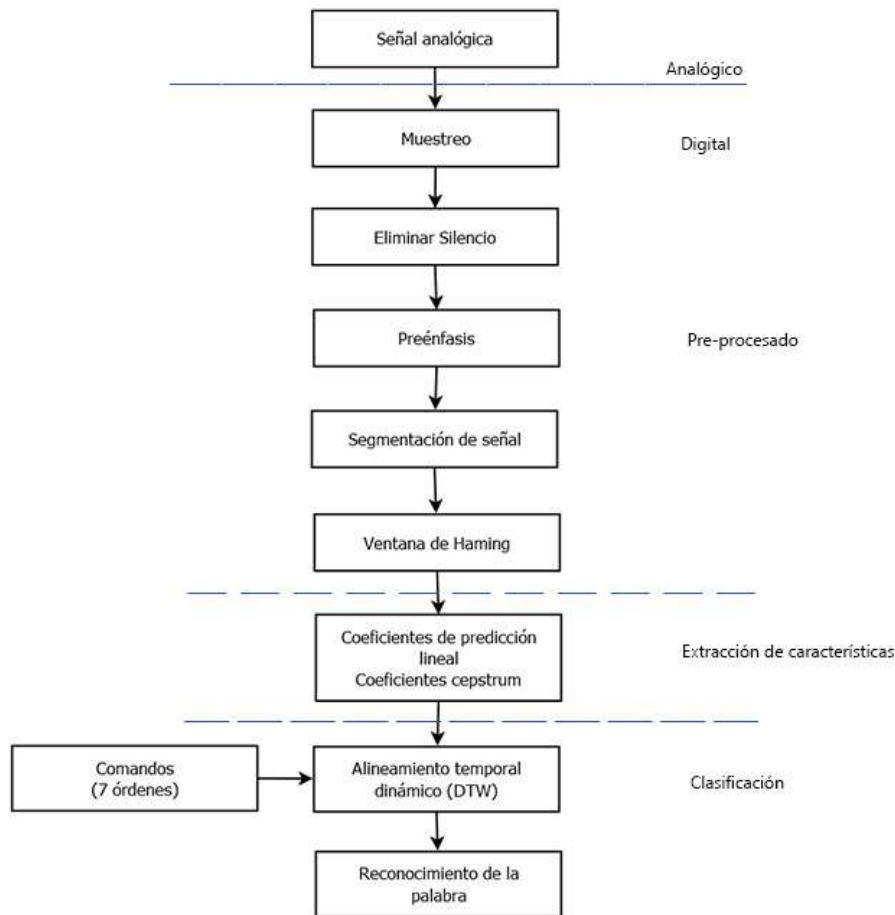 Señal analógica
Analógico
Muestreo
Digital
Eliminar Silencio
Preénfasis
Pre-procesado
Segmentación de señal
Ventana de Haming
Coeficientes de predicción
lineal
Coeficientes cepstrum
Extracción de características
Comandos
(7 órdenes)
Alineamiento temporal
dinámico (DTW)
Clasificación
Reconocimiento de la
palabra